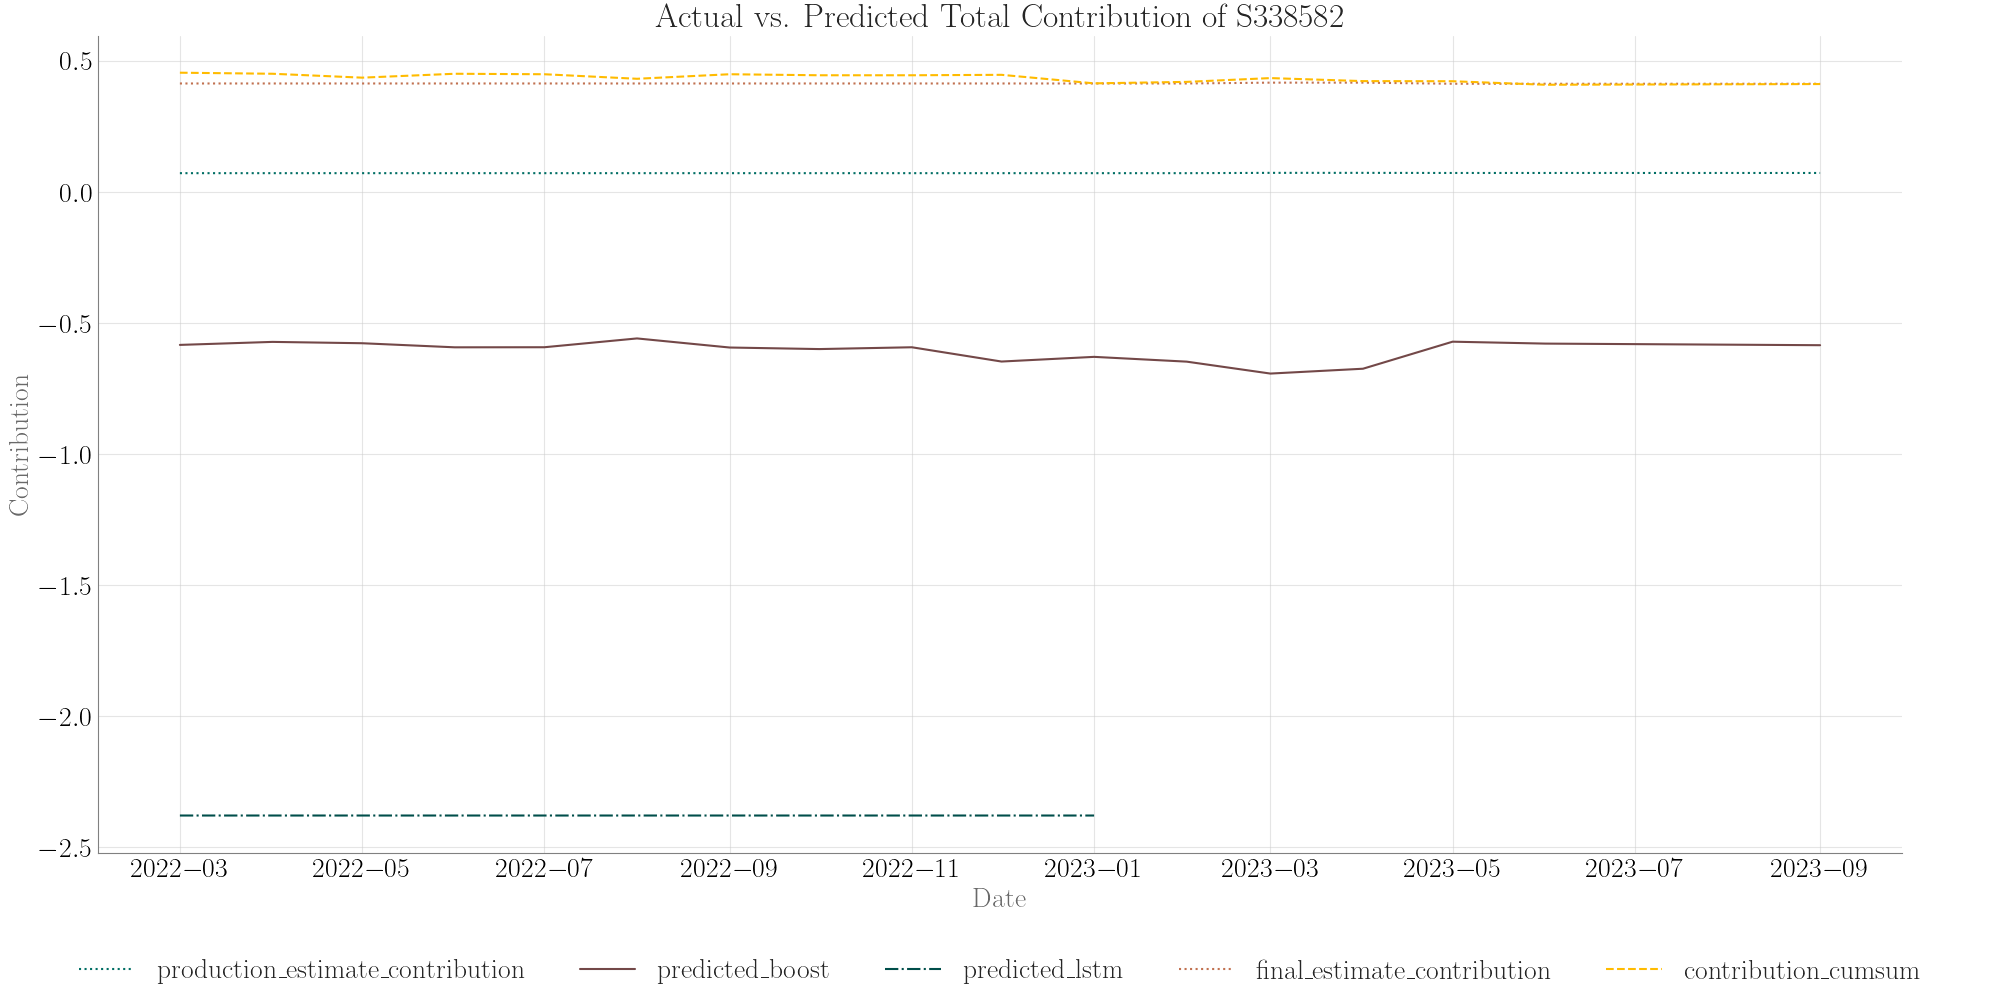 Actual vs. Predicted Total Contribution of S338582
0.5
0.0
−0.5
−1.0
−1.5
−2.0
−2.5
Contribution
2022−03 2022−05 2022−07 2022−09 2022−11 2023−01 2023−03 2023−05 2023−07 2023−09
Date
production_estimate_contribution predicted_boost predicted_lstm final_estimate_contribution contribution_cumsum